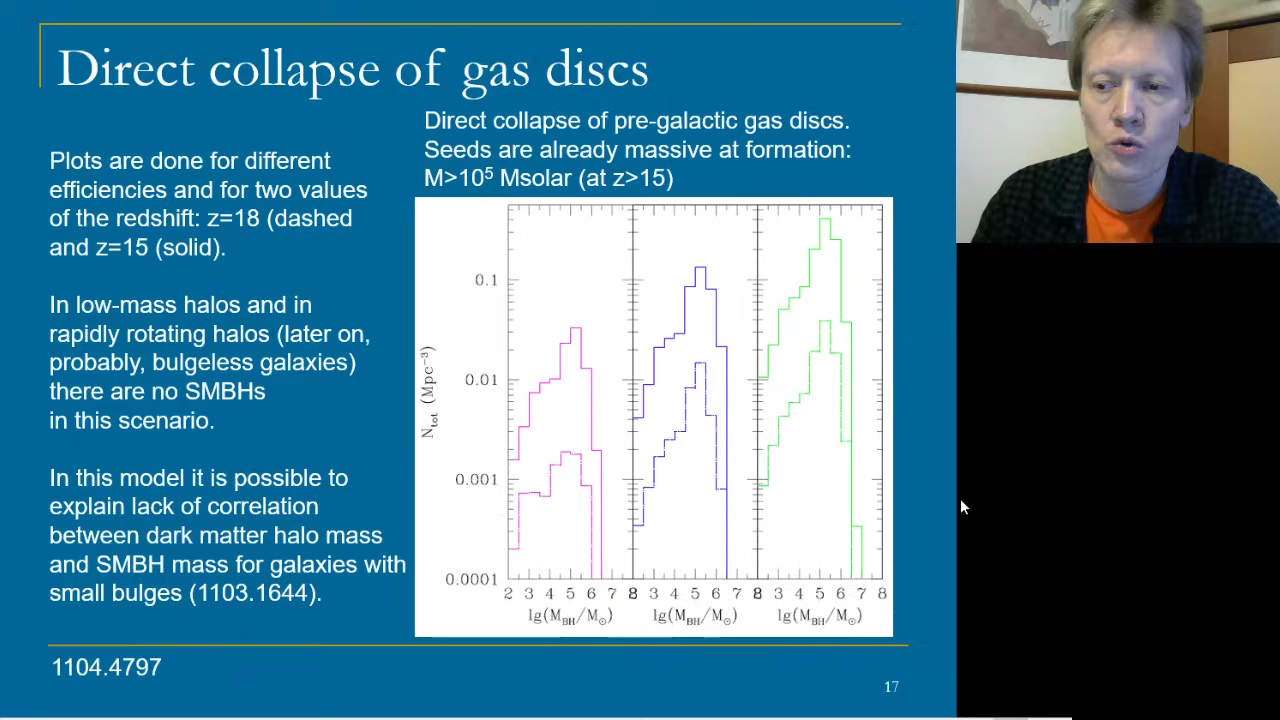 Direct collapse of gas discs
Direct collapse of pre-galactic gas discs.
Seeds are already massive at formation:
M>10⁵ Msolar (at z>15)
Plots are done for different
efficiencies and for two values
of the redshift: z=18 (dashed
and z=15 (solid).
In low-mass halos and in
rapidly rotating halos (later on,
probably, bulgeless galaxies)
there are no SMBHs
in this scenario.
In this model it is possible to
explain lack of correlation
between dark matter halo mass
and SMBH mass for galaxies with
small bulges (1103.1644).
N_tot (Mpc⁻³)
0.1
0.01
0.001
0.0001
2 3 4 5 6 7 8 3 4 5 6 7 8 3 4 5 6 7 8
lg(M_BH/M_⊙) lg(M_BH/M_⊙) lg(M_BH/M_⊙)
1104.4797
17